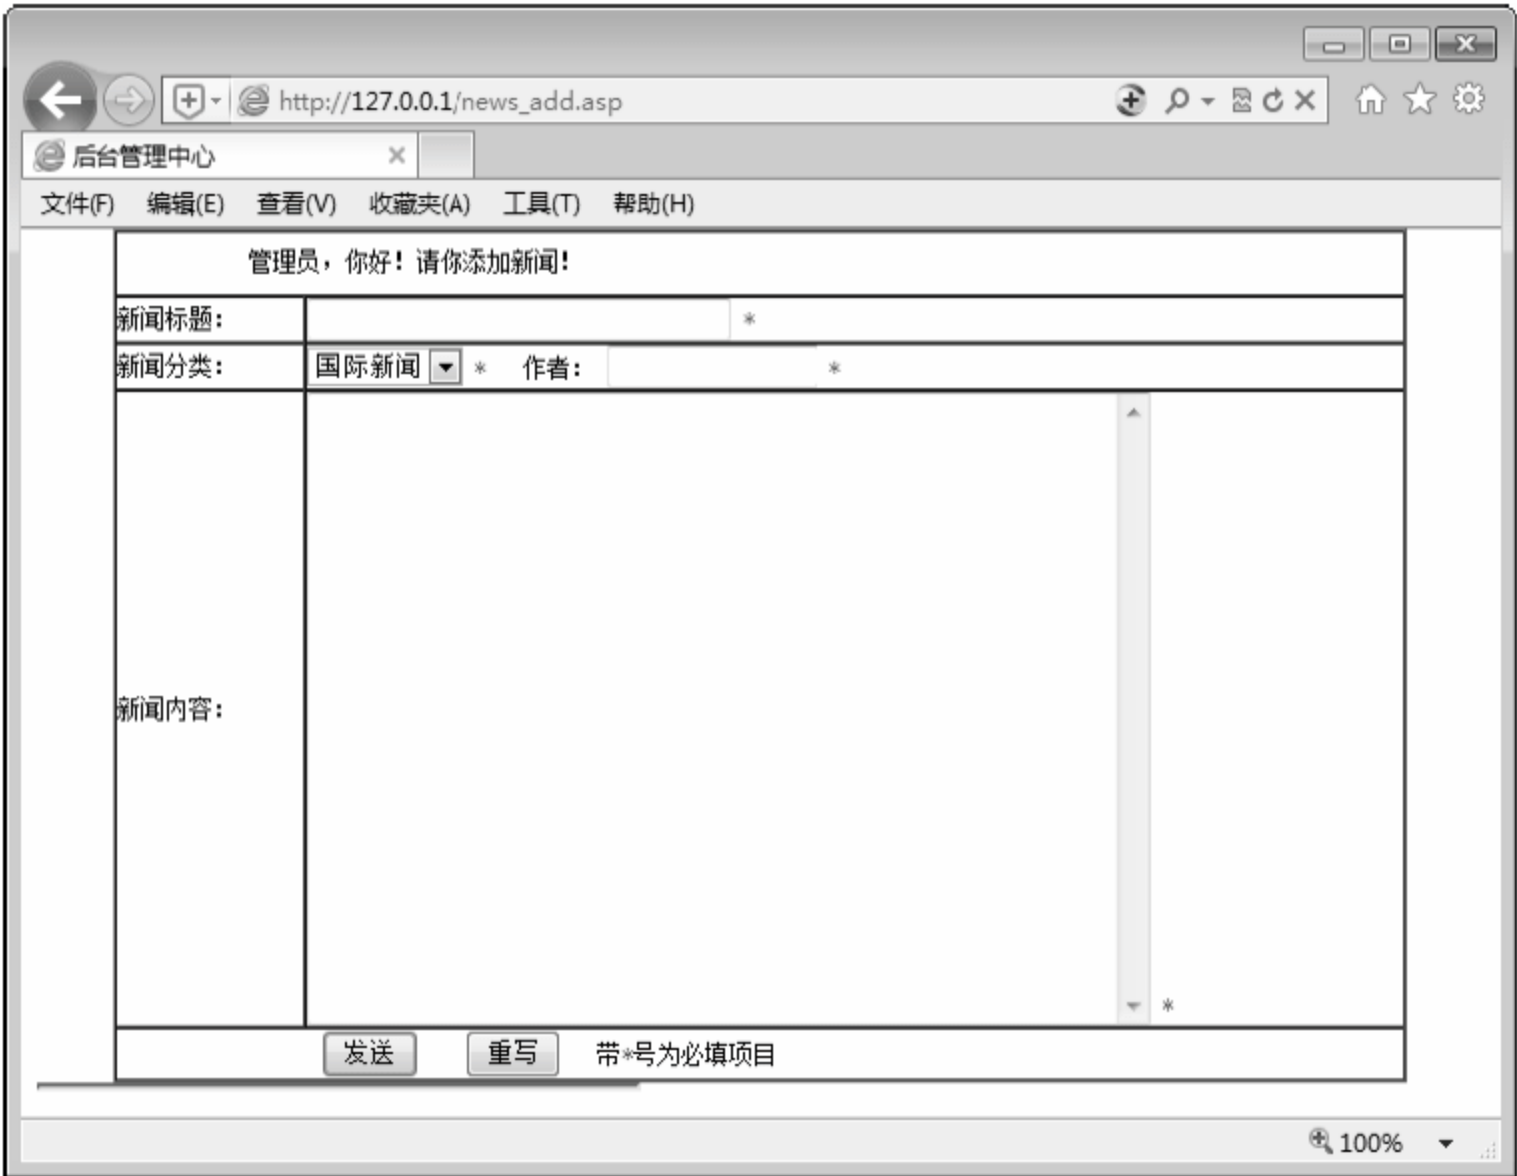 http://127.0.0.1/news_add.asp
后台管理中心
文件(F) 编辑(E) 查看(V) 收藏夹(A) 工具(T) 帮助(H)
管理员，你好！请你添加新闻！
新闻标题： *
新闻分类： 国际新闻 * 作者： *
新闻内容： *
发送 重写 带*号为必填项目
100%